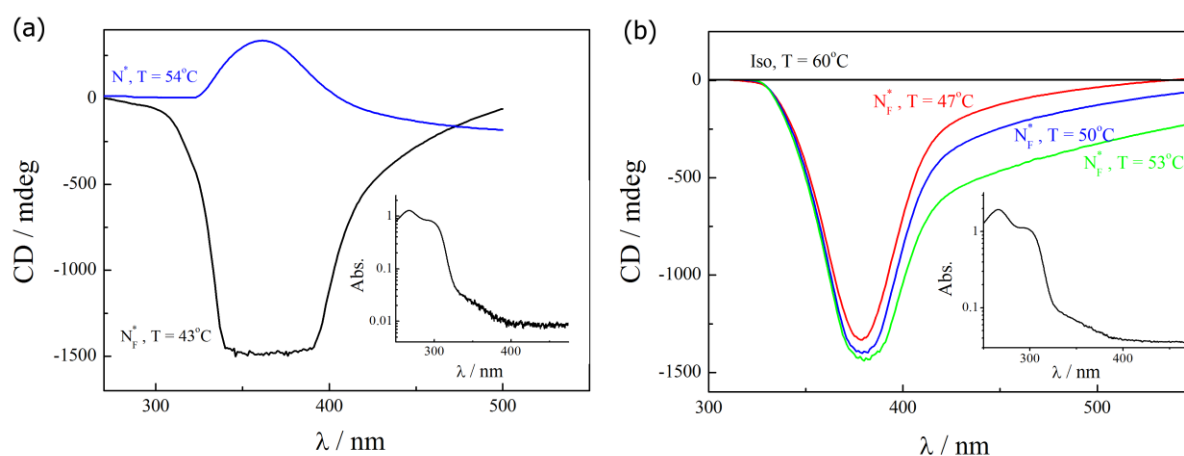 (a)
CD / mdeg
0
-500
-1000
-1500
N*, T = 54°C
N*F, T = 43°C
300
400
500
λ / nm
Abs.
1
0.1
0.01
300
400
λ / nm
(b)
CD / mdeg
0
-500
-1000
-1500
Iso, T = 60°C
N*F, T = 47°C
N*F, T = 50°C
N*F, T = 53°C
300
400
500
λ / nm
Abs.
1
0.1
300
400
λ / nm